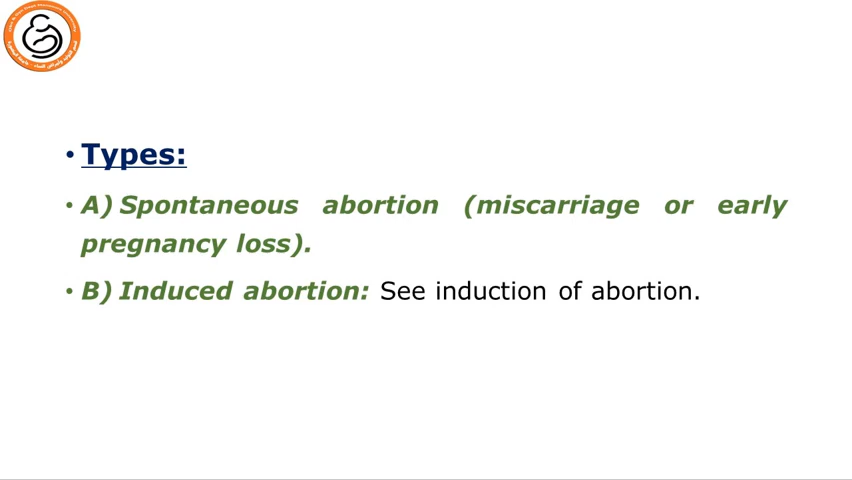 • Types:
• A) Spontaneous abortion (miscarriage or early
pregnancy loss).
• B) Induced abortion: See induction of abortion.